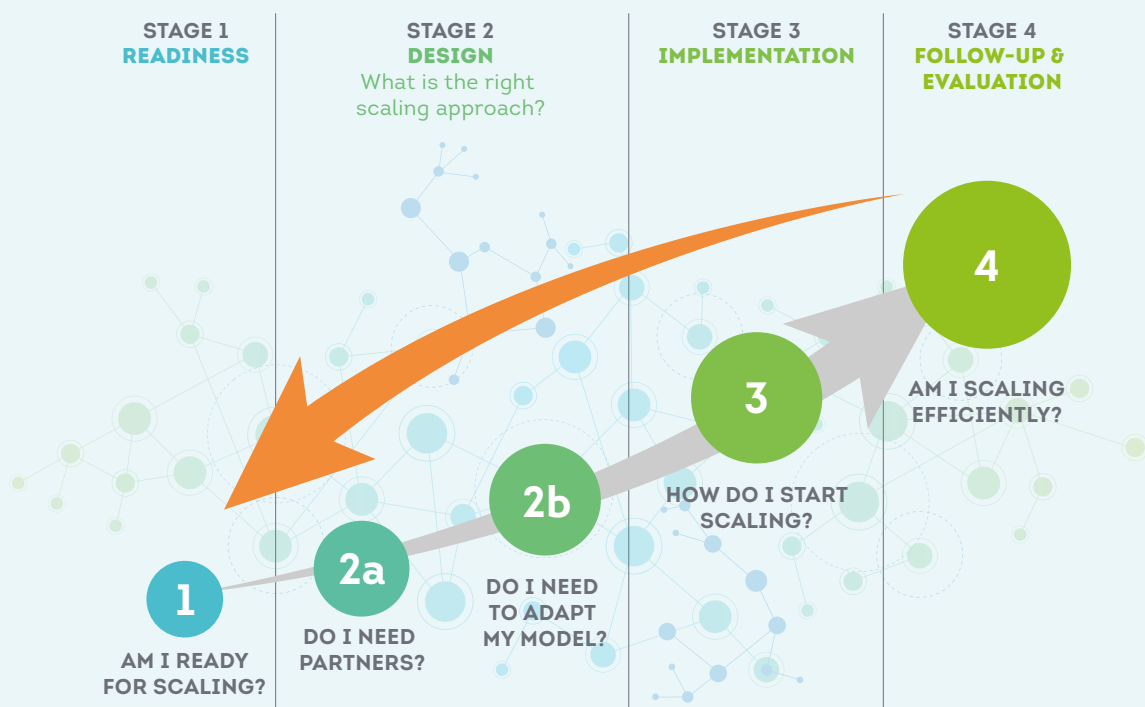 STAGE 1
READINESS
STAGE 2
DESIGN
What is the right
scaling approach?
STAGE 3
IMPLEMENTATION
STAGE 4
FOLLOW-UP &
EVALUATION
1
AM I READY
FOR SCALING?
2a
DO I NEED
PARTNERS?
2b
DO I NEED
TO ADAPT
MY MODEL?
3
HOW DO I START
SCALING?
4
AM I SCALING
EFFICIENTLY?